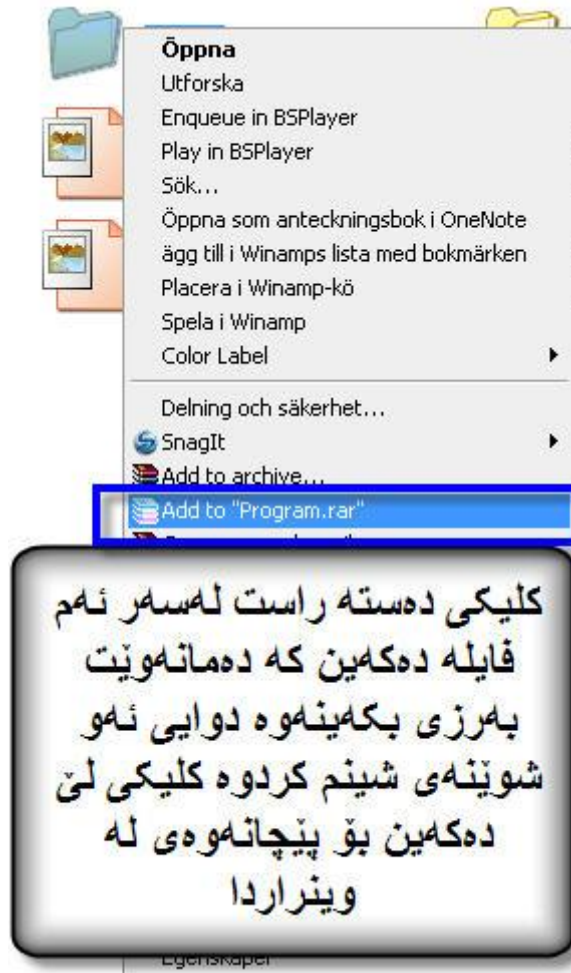 Öppna
Utforska
Enqueue in BSPlayer
Play in BSPlayer
Sök...
Öppna som anteckningsbok i OneNote
ägg till i Winamps lista med bokmärken
Placera i Winamp-kö
Spela i Winamp
Color Label
Delning och säkerhet...
SnagIt
Add to archive...
Add to "Program.rar"
کلیکی دەستە راست لەسەر ئەم
فایلە دەکەین کە دەمانەوێت
بەرزی بکەینەوە دوایی ئەو
شوێنەی شینم کردوە کلیکی لێ
دەکەین بۆ پێچانەوەی لە
وینراردا
Egenskaper